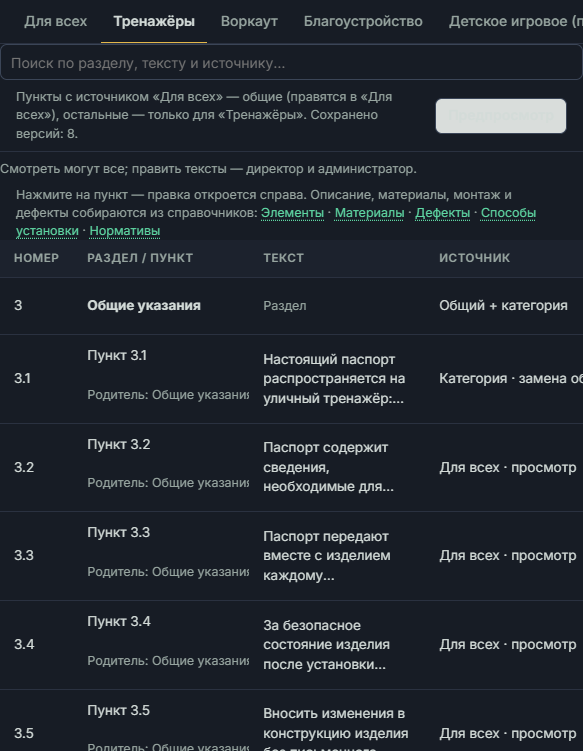 Для всех Тренажёры Воркаут Благоустройство Детское игровое (
Поиск по разделу, тексту и источнику...
Пункты с источником «Для всех» — общие (правятся в «Для
всех»), остальные — только для «Тренажёры». Сохранено
версий: 8.
Смотреть могут все; править тексты — директор и администратор.
Нажмите на пункт — правка откроется справа. Описание, материалы, монтаж и
дефекты собираются из справочников: Элементы · Материалы · Дефекты · Способы
установки · Нормативы
НОМЕР РАЗДЕЛ / ПУНКТ ТЕКСТ ИСТОЧНИК
3 Общие указания Раздел Общий + категория
Пункт 3.1
Настоящий паспорт
3.1 распространяется на Категория · замена
Родитель: Общие указания
уличный тренажёр:...
Пункт 3.2
Паспорт содержит
3.2 сведения, Для всех · просмотр
Родитель: Общие указания
необходимые для...
Пункт 3.3
Паспорт передают
3.3 вместе с изделием Для всех · просмотр
Родитель: Общие указания
каждому...
Пункт 3.4
За безопасное
3.4 состояние изделия Для всех · просмотр
Родитель: Общие указания
после установки...
Пункт 3.5
Вносить изменения в
3.5 конструкцию изделия Для всех · просмотр
Родитель: Общие указания